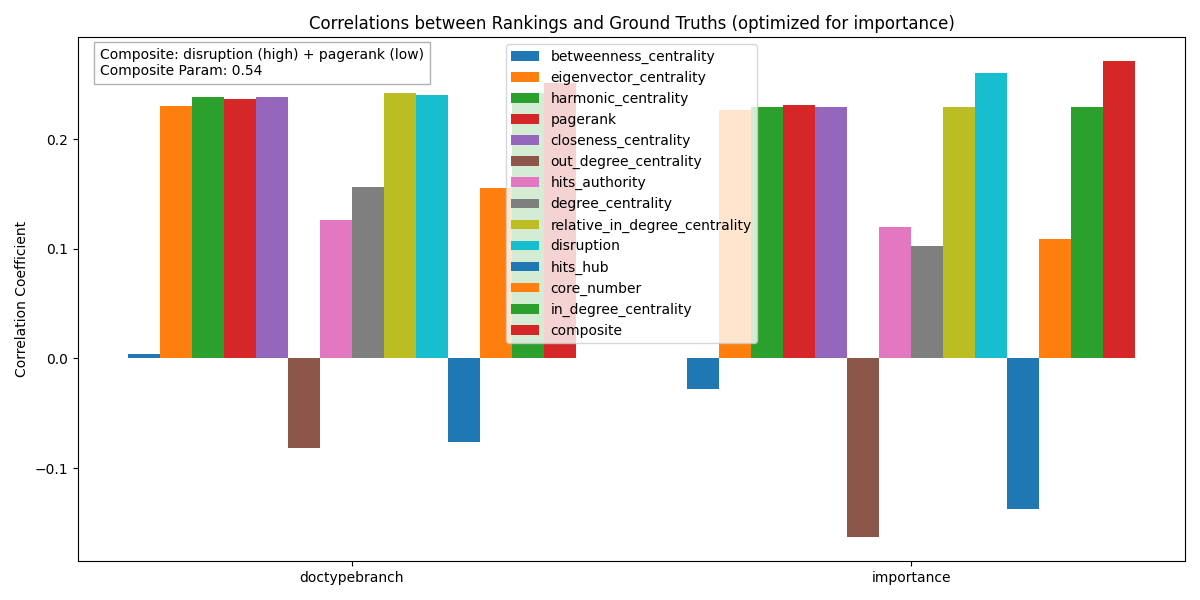 Correlations between Rankings and Ground Truths (optimized for importance)
Composite: disruption (high) + pagerank (low)
Composite Param: 0.54
betweenness_centrality
eigenvector_centrality
harmonic_centrality
pagerank
closeness_centrality
out_degree_centrality
hits_authority
degree_centrality
relative_in_degree_centrality
disruption
hits_hub
core_number
in_degree_centrality
composite
Correlation Coefficient
0.2
0.1
0.0
−0.1
doctypebranch
importance